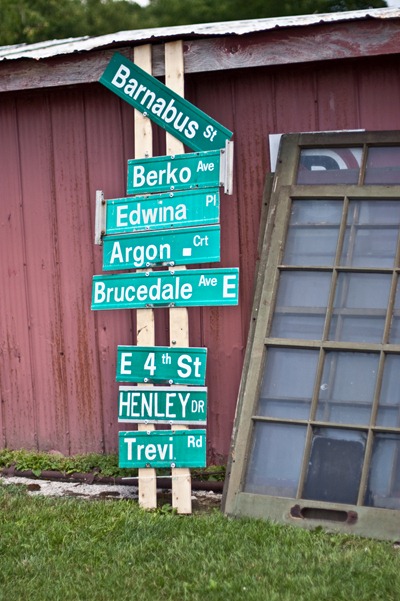 Barnabus St
Berko Ave
Edwina Pl
Argon Crt
Brucedale Ave E
E 4th St
HENLEY DR
Trevi Rd